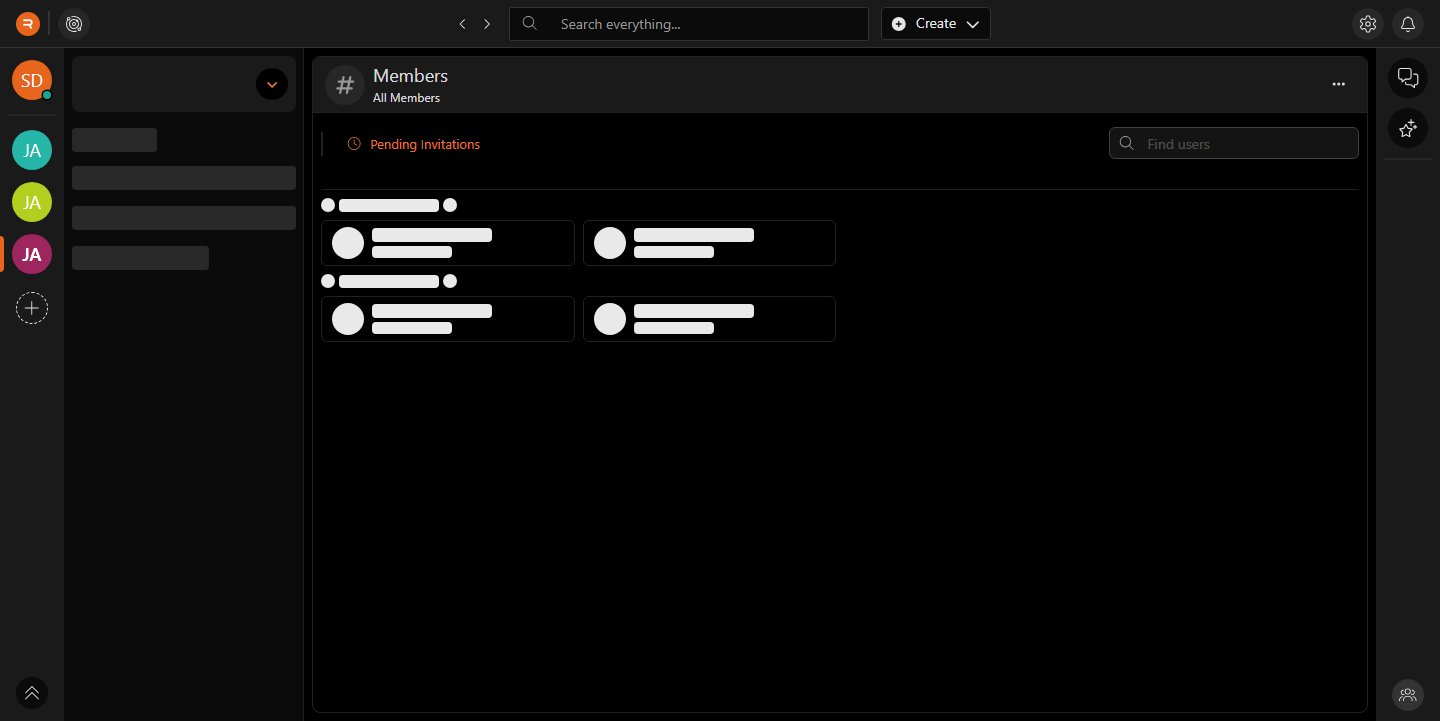 Search everything...
Create
SD
JA
JA
JA
Members
All Members
Pending Invitations
Find users